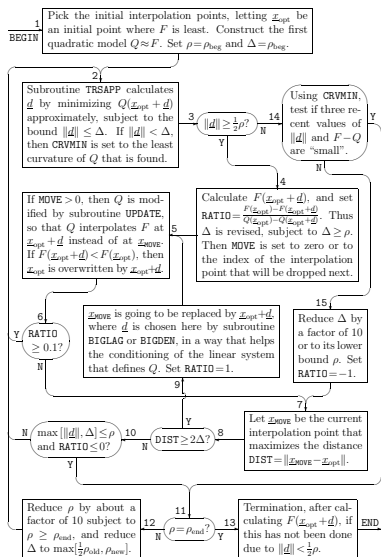 1
BEGIN
Pick the initial interpolation points, letting x_opt be
an initial point where F is least. Construct the first
quadratic model Q≈F. Set ρ=ρ_beg and Δ=ρ_beg.
2
Subroutine TRSAPP calculates
d by minimizing Q(x_opt + d)
approximately, subject to the
bound ‖d‖ ≤ Δ. If ‖d‖ < Δ,
then CRVMIN is set to the least
curvature of Q that is found.
3
‖d‖ ≥ ½ρ?
Y
14
N
Using CRVMIN,
test if three re-
cent values of
‖d‖ and F−Q
are “small”.
Y
N
4
Calculate F(x_opt+d), and set
RATIO = F(x_opt)−F(x_opt+d) / Q(x_opt)−Q(x_opt+d). Thus
Δ is revised, subject to Δ≥ρ.
Then MOVE is set to zero or to
the index of the interpolation
point that will be dropped next.
5
If MOVE>0, then Q is mod-
ified by subroutine UPDATE,
so that Q interpolates F at
x_opt+d instead of at x_MOVE.
If F(x_opt+d)<F(x_opt), then
x_opt is overwritten by x_opt+d.
6
RATIO
≥ 0.1?
Y
N
x_MOVE is going to be replaced by x_opt+d,
where d is chosen here by subroutine
BIGLAG or BIGDEN, in a way that helps
the conditioning of the linear system
that defines Q. Set RATIO=1.
9
15
Reduce Δ by
a factor of 10
or to its lower
bound ρ. Set
RATIO=−1.
7
Let x_MOVE be the current
interpolation point that
maximizes the distance
DIST=‖x_MOVE−x_opt‖.
8
DIST≥2Δ?
Y
N
10
max[‖d‖,Δ]≤ρ
and RATIO≤0?
N
Y
11
ρ=ρ_end?
12
N
13
Y
Reduce ρ by about a
factor of 10 subject to
ρ ≥ ρ_end, and reduce
Δ to max[½ρ_old, ρ_new].
Termination, after cal-
culating F(x_opt+d), if
this has not been done
due to ‖d‖<½ρ.
END